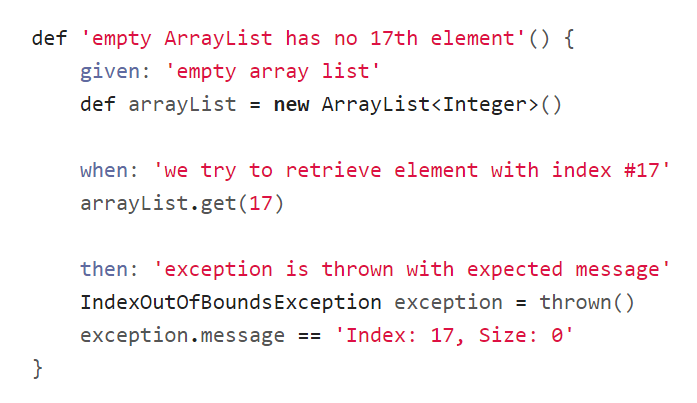 def 'empty ArrayList has no 17th element'() {
    given: 'empty array list'
    def arrayList = new ArrayList<Integer>()

    when: 'we try to retrieve element with index #17'
    arrayList.get(17)

    then: 'exception is thrown with expected message'
    IndexOutOfBoundsException exception = thrown()
    exception.message == 'Index: 17, Size: 0'
}